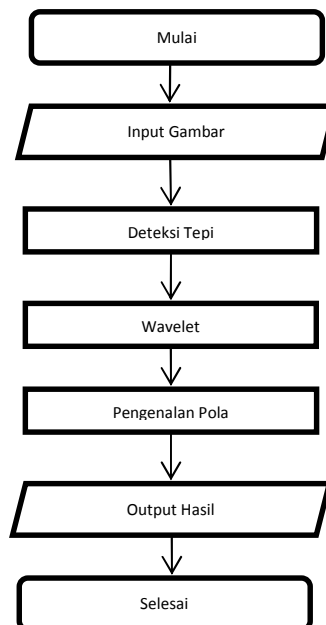 Mulai
Input Gambar
Deteksi Tepi
Wavelet
Pengenalan Pola
Output Hasil
Selesai